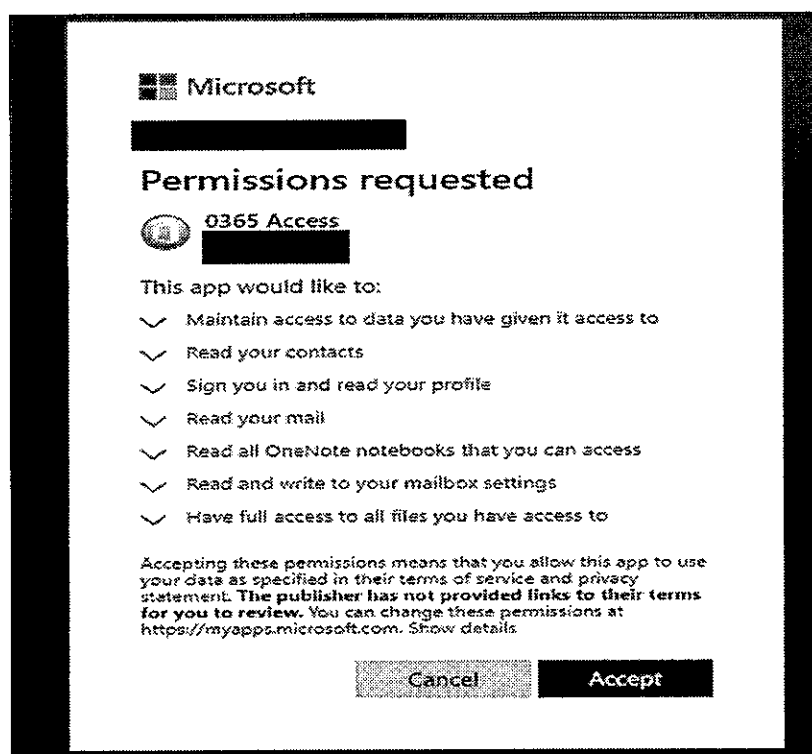 Microsoft
Permissions requested
0365 Access
This app would like to:
Maintain access to data you have given it access to
Read your contacts
Sign you in and read your profile
Read your mail
Read all OneNote notebooks that you can access
Read and write to your mailbox settings
Have full access to all files you have access to
Accepting these permissions means that you allow this app to use
your data as specified in their terms of service and privacy
statement. The publisher has not provided links to their terms
for you to review. You can change these permissions at
https://myapps.microsoft.com. Show details
Cancel Accept